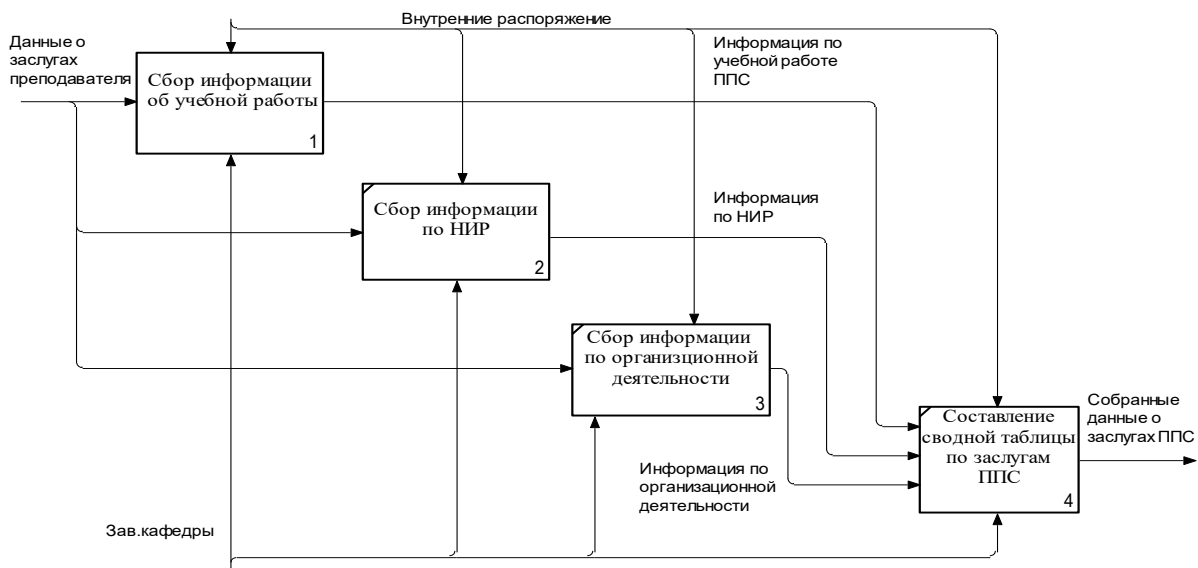 Внутренние распоряжение
Данные о
заслугах
преподавателя
Сбор информации
об учебной работы
1
Информация по
учебной работе
ППС
Сбор информации
по НИР
2
Информация
по НИР
Сбор информации
по организционной
деятельности
3
Информация по
организационной
деятельности
Составление
сводной таблицы
по заслугам
ППС
4
Собранные
данные о
заслугах ППС
Зав.кафедры